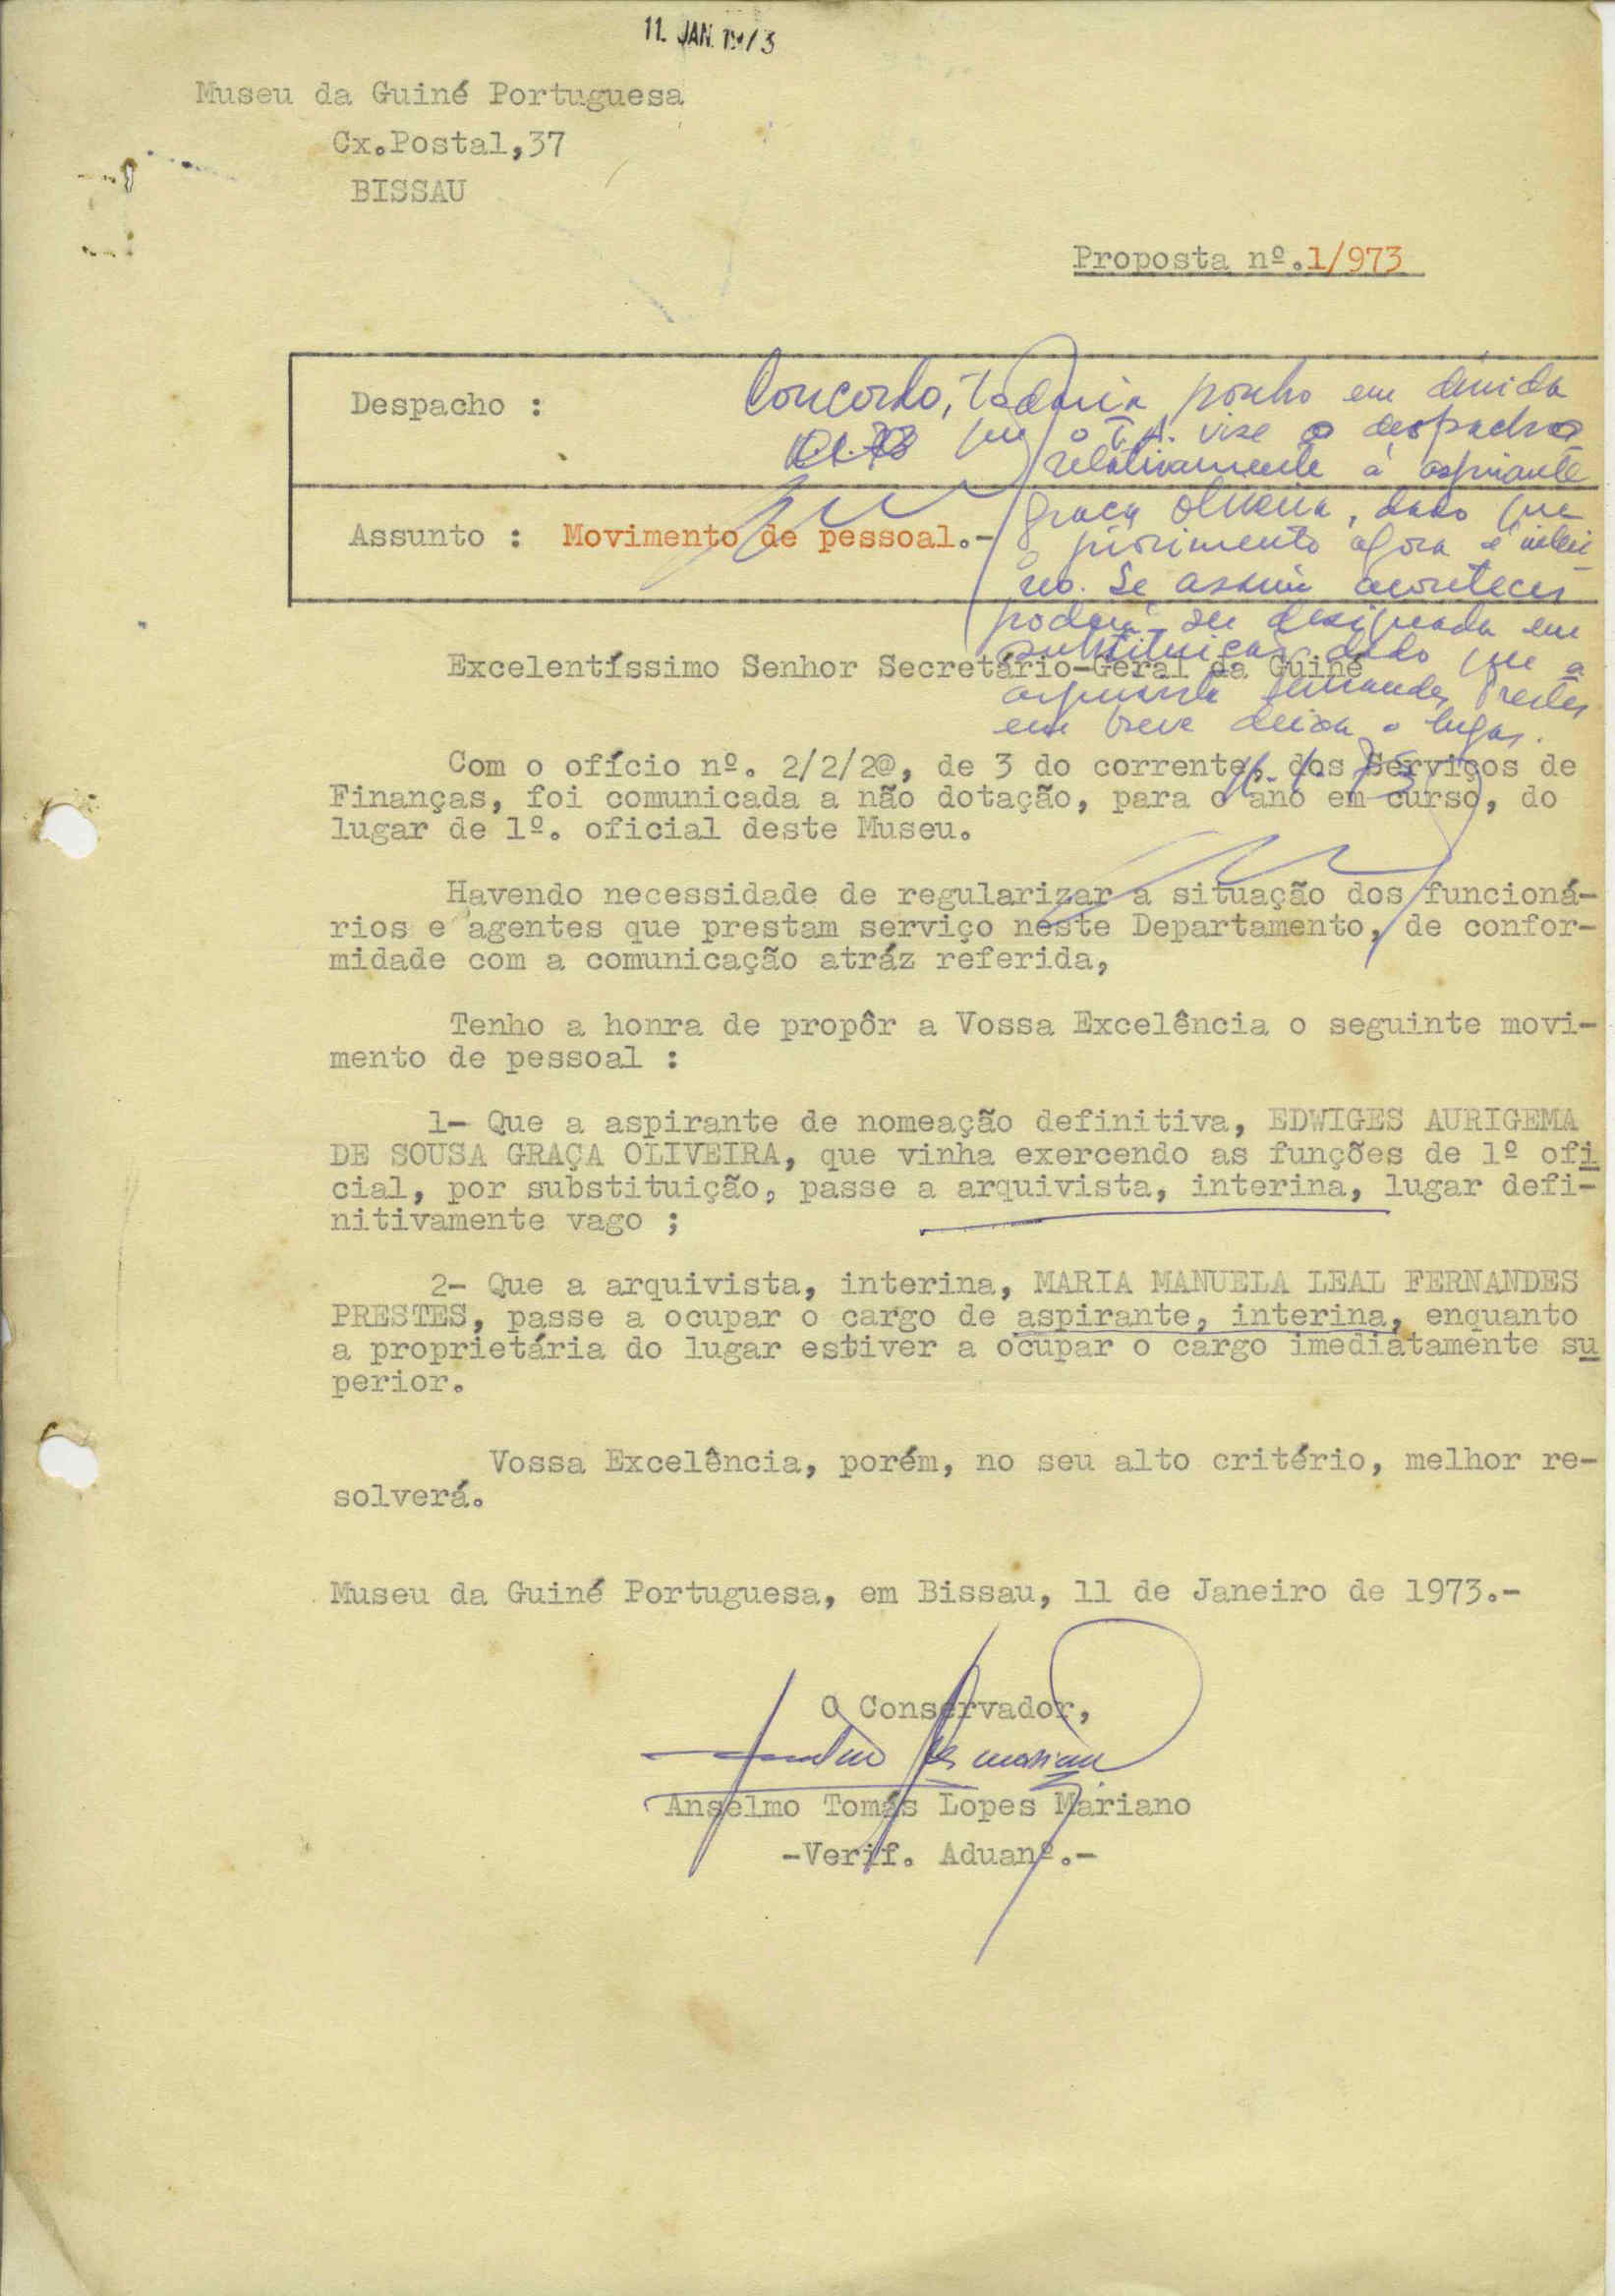 11. JAN. 1973
Museu da Guiné Portuguesa
Cx.Postal,37
BISSAU
Proposta nº.1/973
Despacho :
Concordo, Todavia ponho em dúvida
que o T.A. vise o despacho
relativamente à aspirante
Graça Oliveira, dado que
o provimento agora é interi-
no. Se assim acontecer
poderá ser designada em
substituição dado que a
aspirante Fernandes Prestes
em breve deixa o lugar.
11.1.73
Assunto : Movimento de pessoal.-
Excelentíssimo Senhor Secretário-Geral da Guiné
Com o ofício nº. 2/2/2@, de 3 do corrente, dos Serviços de
Finanças, foi comunicada a não dotação, para o ano em curso, do
lugar de 1º. oficial deste Museu.
Havendo necessidade de regularizar a situação dos funcioná-
rios e agentes que prestam serviço neste Departamento, de confor-
midade com a comunicação atráz referida,
Tenho a honra de propôr a Vossa Excelência o seguinte movi-
mento de pessoal :
1- Que a aspirante de nomeação definitiva, EDWIGES AURIGEMA
DE SOUSA GRAÇA OLIVEIRA, que vinha exercendo as funções de 1º ofi
cial, por substituição, passe a arquivista, interina, lugar defi-
nitivamente vago ;
2- Que a arquivista, interina, MARIA MANUELA LEAL FERNANDES
PRESTES, passe a ocupar o cargo de aspirante, interina, enquanto
a proprietária do lugar estiver a ocupar o cargo imediatamente su
perior.
Vossa Excelência, porém, no seu alto critério, melhor re-
solverá.
Museu da Guiné Portuguesa, em Bissau, 11 de Janeiro de 1973.-
O Conservador,
Anselmo Tomás Lopes Mariano
-Verif. Aduanº.-